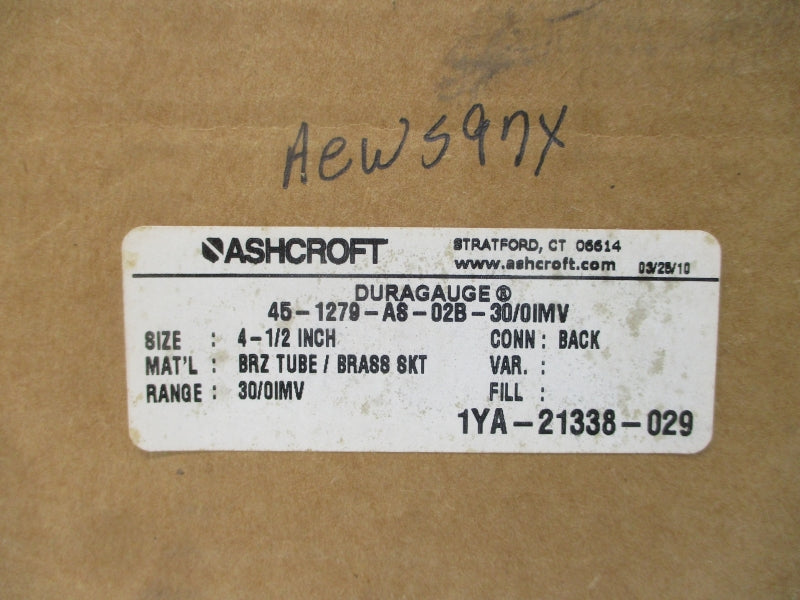 Aews97X
ASHCROFT STRATFORD, CT 06614
www.ashcroft.com 03/25/10
DURAGAUGE ®
45-1279-AS-02B-30/0IMV
SIZE : 4-1/2 INCH CONN : BACK
MAT'L : BRZ TUBE / BRASS SKT VAR. :
RANGE : 30/0IMV FILL :
1YA-21338-029